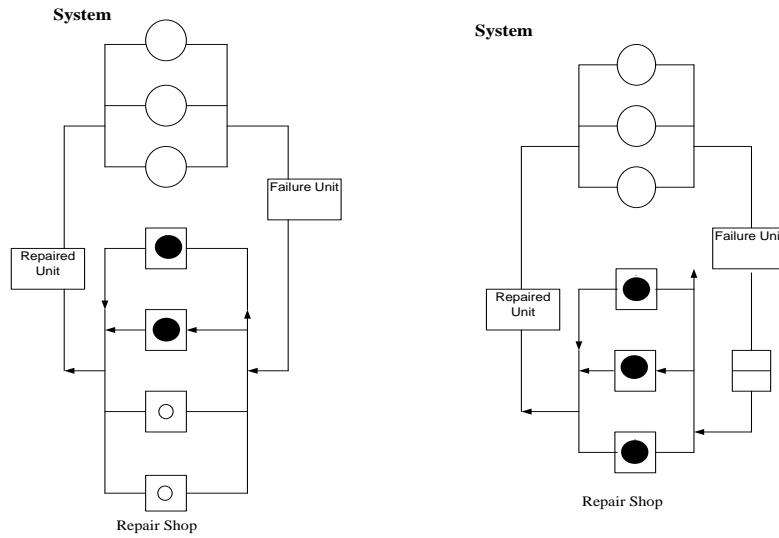 System
Failure Unit
Repaired
Unit
Repair Shop
System
Failure Uni
Repaired
Unit
Repair Shop